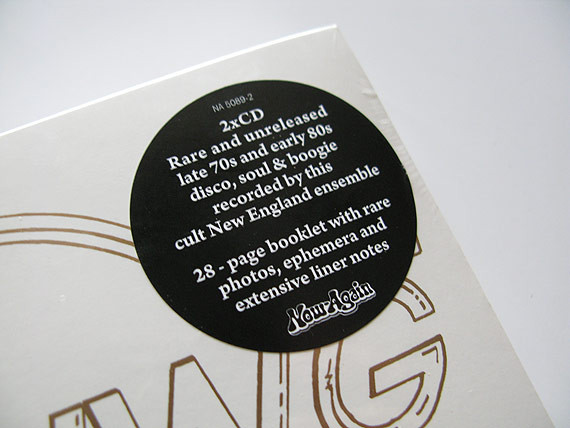 NA 5089-2
2xCD
Rare and unreleased
late 70s and early 80s
disco, soul & boogie
recorded by this
cult New England ensemble
28 - page booklet with rare
photos, ephemera and
extensive liner notes
Now-Again
WG